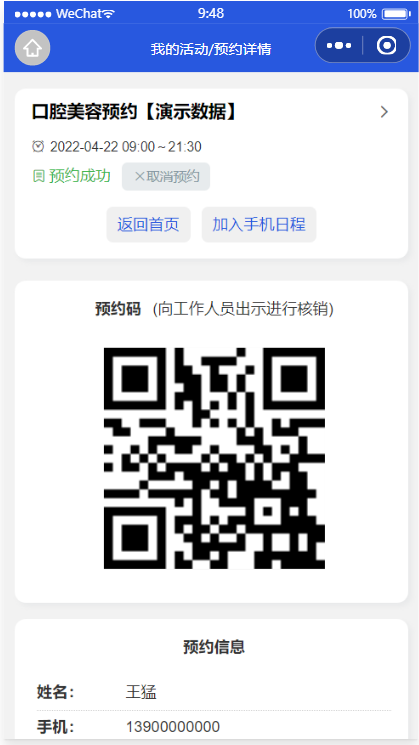 ●●●●● WeChat 9:48 100%
我的活动/预约详情
口腔美容预约【演示数据】
2022-04-22 09:00~21:30
预约成功 ×取消预约
返回首页 加入手机日程
预约码 (向工作人员出示进行核销)
预约信息
姓名: 王猛
手机: 13900000000